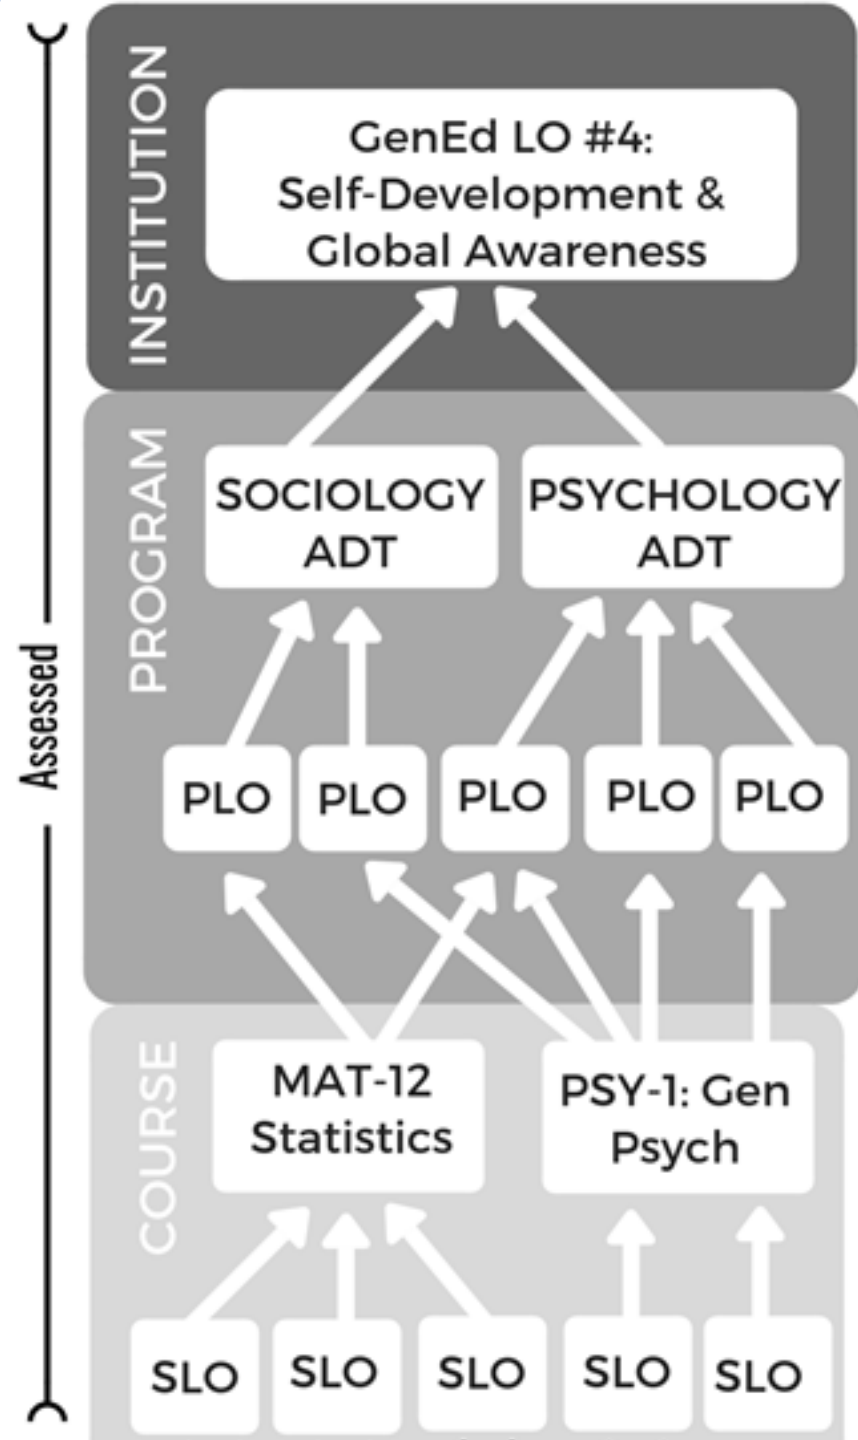 INSTITUTION
GenEd LO #4:
Self-Development &
Global Awareness
PROGRAM
SOCIOLOGY
ADT
PSYCHOLOGY
ADT
Assessed
PLO
PLO
PLO
PLO
PLO
COURSE
MAT-12
Statistics
PSY-1: Gen
Psych
SLO
SLO
SLO
SLO
SLO